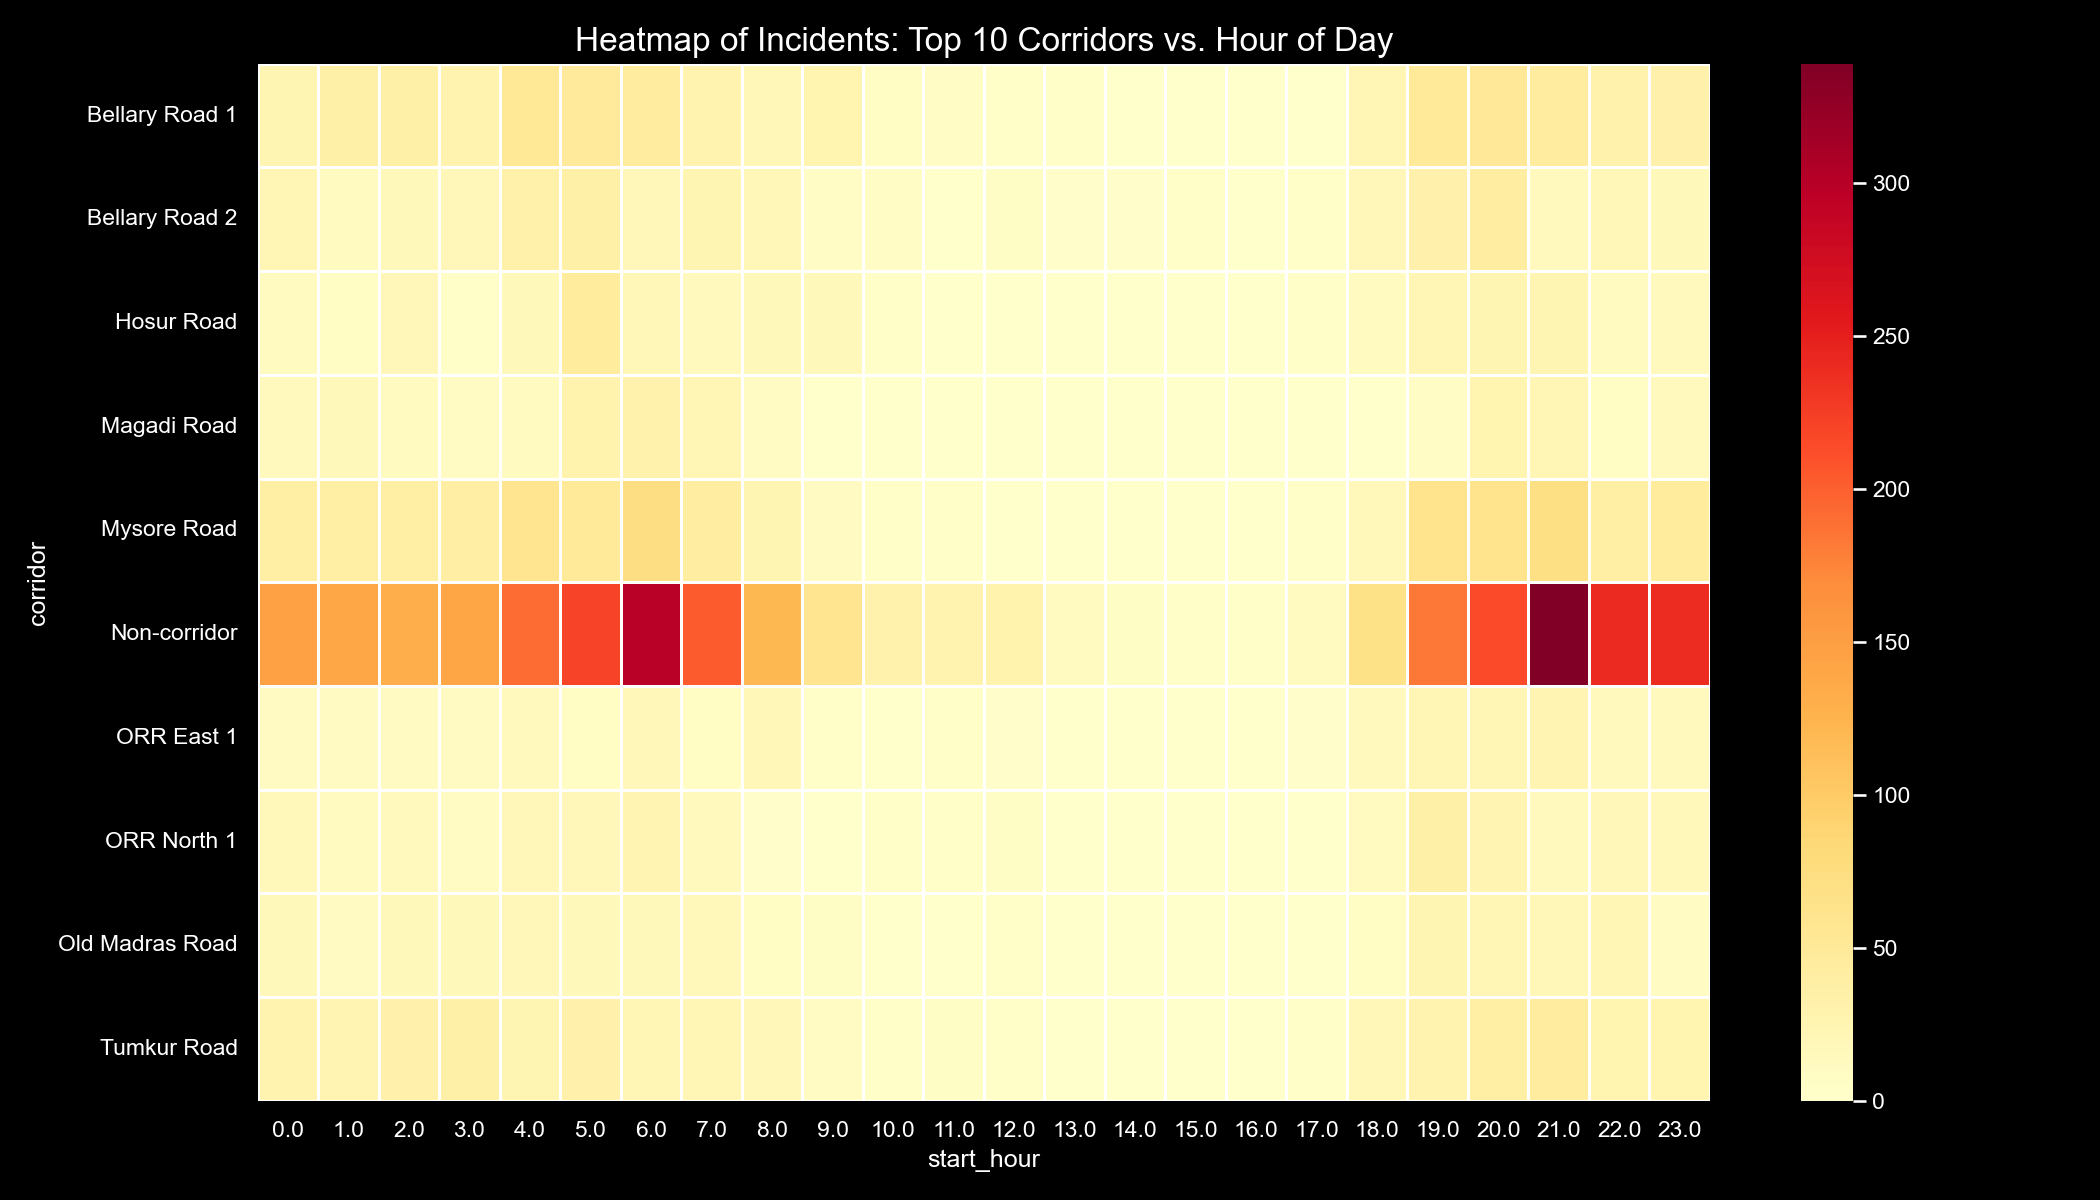 Heatmap of Incidents: Top 10 Corridors vs. Hour of Day
corridor
Bellary Road 1
Bellary Road 2
Hosur Road
Magadi Road
Mysore Road
Non-corridor
ORR East 1
ORR North 1
Old Madras Road
Tumkur Road
0.0 1.0 2.0 3.0 4.0 5.0 6.0 7.0 8.0 9.0 10.0 11.0 12.0 13.0 14.0 15.0 16.0 17.0 18.0 19.0 20.0 21.0 22.0 23.0
start_hour
300
250
200
150
100
50
0